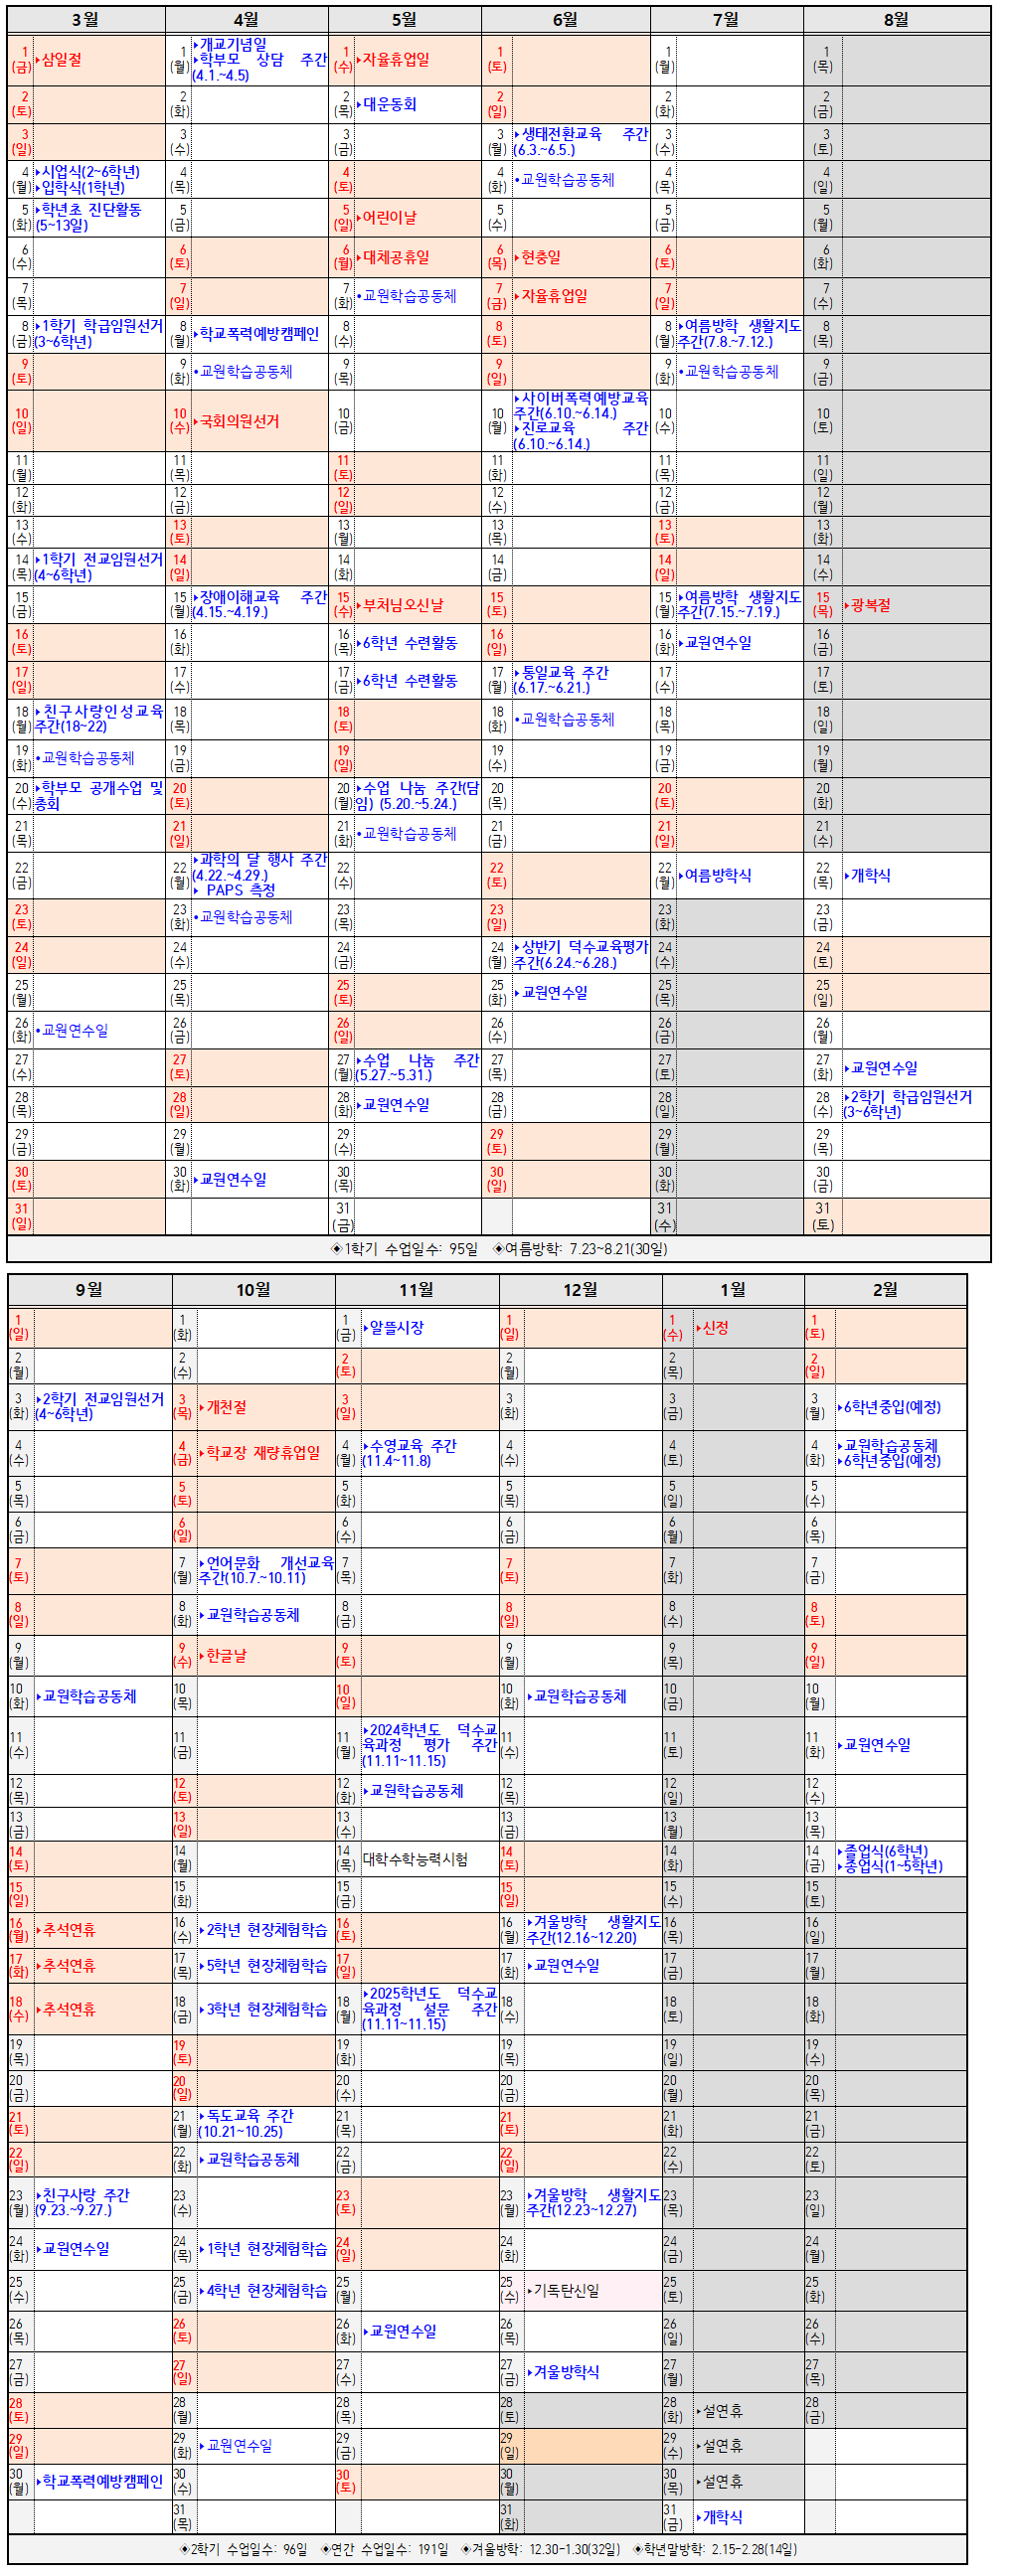 3월 4월 5월 6월 7월 8월
1 (금) ▸삼일절 1 (월) ▸개교기념일 ▸학부모 상담 주간 (4.1.~4.5) 1 (수) ▸자율휴업일 1 (토) 1 (월) 1 (목)
2 (토) 2 (화) 2 (목) ▸대운동회 2 (일) 2 (화) 2 (금)
3 (일) 3 (수) 3 (금) 3 (월) ▸생태전환교육 주간 (6.3.~6.5.) 3 (수) 3 (토)
4 (월) ▸시업식(2~6학년) ▸입학식(1학년) 4 (목) 4 (토) 4 (화) •교원학습공동체 4 (목) 4 (일)
5 (화) ▸학년초 진단활동 (5~13일) 5 (금) 5 (일) ▸어린이날 5 (수) 5 (금) 5 (월)
6 (수) 6 (토) 6 (월) ▸대체공휴일 6 (목) ▸현충일 6 (토) 6 (화)
7 (목) 7 (일) 7 (화) •교원학습공동체 7 (금) ▸자율휴업일 7 (일) 7 (수)
8 (금) ▸1학기 학급임원선거 (3~6학년) 8 (월) ▸학교폭력예방캠페인 8 (수) 8 (토) 8 (월) ▸여름방학 생활지도 주간(7.8.~7.12.) 8 (목)
9 (토) 9 (화) •교원학습공동체 9 (목) 9 (일) 9 (화) •교원학습공동체 9 (금)
10 (일) 10 (수) ▸국회의원선거 10 (금) 10 (월) ▸사이버폭력예방교육 주간(6.10.~6.14.) ▸진로교육 주간 (6.10.~6.14.) 10 (수) 10 (토)
11 (월) 11 (목) 11 (토) 11 (화) 11 (목) 11 (일)
12 (화) 12 (금) 12 (일) 12 (수) 12 (금) 12 (월)
13 (수) 13 (토) 13 (월) 13 (목) 13 (토) 13 (화)
14 (목) ▸1학기 전교임원선거 (4~6학년) 14 (일) 14 (화) 14 (금) 14 (일) 14 (수)
15 (금) 15 (월) ▸장애이해교육 주간 (4.15.~4.19.) 15 (수) ▸부처님오신날 15 (토) 15 (월) ▸여름방학 생활지도 주간(7.15.~7.19.) 15 (목) ▸광복절
16 (토) 16 (화) 16 (목) ▸6학년 수련활동 16 (일) 16 (화) ▸교원연수일 16 (금)
17 (일) 17 (수) 17 (금) ▸6학년 수련활동 17 (월) ▸통일교육 주간 (6.17.~6.21.) 17 (수) 17 (토)
18 (월) ▸친구사랑인성교육 주간(18~22) 18 (목) 18 (토) 18 (화) •교원학습공동체 18 (목) 18 (일)
19 (화) •교원학습공동체 19 (금) 19 (일) 19 (수) 19 (금) 19 (월)
20 (수) ▸학부모 공개수업 및 총회 20 (토) 20 (월) ▸수업 나눔 주간(담임) (5.20.~5.24.) 20 (목) 20 (토) 20 (화)
21 (목) 21 (일) 21 (화) •교원학습공동체 21 (금) 21 (일) 21 (수)
22 (금) 22 (월) ▸과학의 달 행사 주간 (4.22.~4.29.) ▸ PAPS 측정 22 (수) 22 (토) 22 (월) ▸여름방학식 22 (목) ▸개학식
23 (토) 23 (화) •교원학습공동체 23 (목) 23 (일) 23 (화) 23 (금)
24 (일) 24 (수) 24 (금) 24 (월) ▸상반기 덕수교육평가 주간(6.24.~6.28.) 24 (수) 24 (토)
25 (월) 25 (목) 25 (토) 25 (화) ▸교원연수일 25 (목) 25 (일)
26 (화) •교원연수일 26 (금) 26 (일) 26 (수) 26 (금) 26 (월)
27 (수) 27 (토) 27 (월) ▸수업 나눔 주간 (5.27.~5.31.) 27 (목) 27 (토) 27 (화) ▸교원연수일
28 (목) 28 (일) 28 (화) ▸교원연수일 28 (금) 28 (일) 28 (수) ▸2학기 학급임원선거 (3~6학년)
29 (금) 29 (월) 29 (수) 29 (토) 29 (월) 29 (목)
30 (토) 30 (화) ▸교원연수일 30 (목) 30 (일) 30 (화) 30 (금)
31 (일) 31 (금) 31 (수) 31 (토)
◈1학기 수업일수: 95일 ◈여름방학: 7.23~8.21(30일)
9월 10월 11월 12월 1월 2월
1 (일) 1 (화) 1 (금) ▸알뜰시장 1 (일) 1 (수) ▸신정 1 (토)
2 (월) 2 (수) 2 (토) 2 (월) 2 (목) 2 (일)
3 (화) ▸2학기 전교임원선거 (4~6학년) 3 (목) ▸개천절 3 (일) 3 (화) 3 (금) 3 (월) ▸6학년중입(예정)
4 (수) 4 (금) ▸학교장 재량휴업일 4 (월) ▸수영교육 주간 (11.4~11.8) 4 (수) 4 (토) 4 (화) ▸교원학습공동체 ▸6학년중입(예정)
5 (목) 5 (토) 5 (화) 5 (목) 5 (일) 5 (수)
6 (금) 6 (일) 6 (수) 6 (금) 6 (월) 6 (목)
7 (토) 7 (월) ▸언어문화 개선교육 주간(10.7.~10.11) 7 (목) 7 (토) 7 (화) 7 (금)
8 (일) 8 (화) ▸교원학습공동체 8 (금) 8 (일) 8 (수) 8 (토)
9 (월) 9 (수) ▸한글날 9 (토) 9 (월) 9 (목) 9 (일)
10 (화) ▸교원학습공동체 10 (목) 10 (일) 10 (화) ▸교원학습공동체 10 (금) 10 (월)
11 (수) 11 (금) 11 (월) ▸2024학년도 덕수교육과정 평가 주간 (11.11~11.15) 11 (수) 11 (토) 11 (화) ▸교원연수일
12 (목) 12 (토) 12 (화) ▸교원학습공동체 12 (목) 12 (일) 12 (수)
13 (금) 13 (일) 13 (수) 13 (금) 13 (월) 13 (목)
14 (토) 14 (월) 14 (목) 대학수학능력시험 14 (토) 14 (화) 14 (금) ▸졸업식(6학년) ▸종업식(1~5학년)
15 (일) 15 (화) 15 (금) 15 (일) 15 (수) 15 (토)
16 (월) ▸추석연휴 16 (수) ▸2학년 현장체험학습 16 (토) 16 (월) ▸겨울방학 생활지도 주간(12.16~12.20) 16 (목) 16 (일)
17 (화) ▸추석연휴 17 (목) ▸5학년 현장체험학습 17 (일) 17 (화) ▸교원연수일 17 (금) 17 (월)
18 (수) ▸추석연휴 18 (금) ▸3학년 현장체험학습 18 (월) ▸2025학년도 덕수교육과정 설문 주간 (11.11~11.15) 18 (수) 18 (토) 18 (화)
19 (목) 19 (토) 19 (화) 19 (목) 19 (일) 19 (수)
20 (금) 20 (일) 20 (수) 20 (금) 20 (월) 20 (목)
21 (토) 21 (월) ▸독도교육 주간 (10.21~10.25) 21 (목) 21 (토) 21 (화) 21 (금)
22 (일) 22 (화) ▸교원학습공동체 22 (금) 22 (일) 22 (수) 22 (토)
23 (월) ▸친구사랑 주간 (9.23.~9.27.) 23 (수) 23 (토) 23 (월) ▸겨울방학 생활지도 주간(12.23~12.27) 23 (목) 23 (일)
24 (화) ▸교원연수일 24 (목) ▸1학년 현장체험학습 24 (일) 24 (화) 24 (금) 24 (월)
25 (수) 25 (금) ▸4학년 현장체험학습 25 (월) 25 (수) ▸기독탄신일 25 (토) 25 (화)
26 (목) 26 (토) 26 (화) ▸교원연수일 26 (목) 26 (일) 26 (수)
27 (금) 27 (일) 27 (수) 27 (금) ▸겨울방학식 27 (월) 27 (목)
28 (토) 28 (월) 28 (목) 28 (토) 28 (화) ▸설연휴 28 (금)
29 (일) 29 (화) ▸교원연수일 29 (금) 29 (일) 29 (수) ▸설연휴
30 (월) ▸학교폭력예방캠페인 30 (수) 30 (토) 30 (월) 30 (목) ▸설연휴
31 (목) 31 (화) 31 (금) ▸개학식
◈2학기 수업일수: 96일 ◈연간 수업일수: 191일 ◈겨울방학: 12.30-1.30(32일) ◈학년말방학: 2.15-2.28(14일)